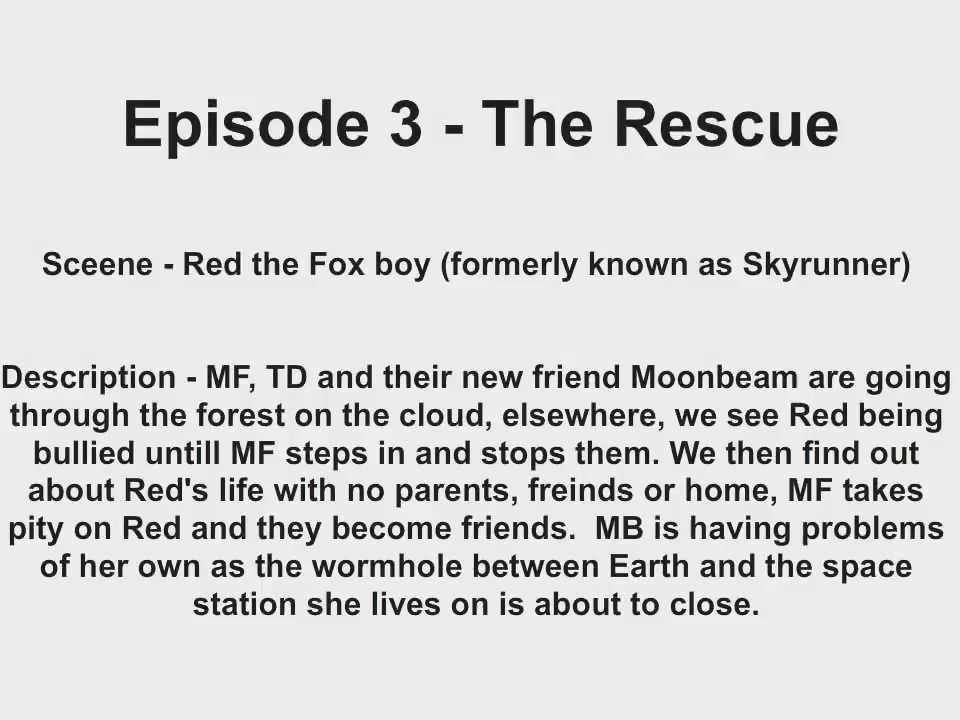 Episode 3 - The Rescue
Sceene - Red the Fox boy (formerly known as Skyrunner)
Description - MF, TD and their new friend Moonbeam are going
through the forest on the cloud, elsewhere, we see Red being
bullied untill MF steps in and stops them. We then find out
about Red's life with no parents, freinds or home, MF takes
pity on Red and they become friends.  MB is having problems
of her own as the wormhole between Earth and the space
station she lives on is about to close.